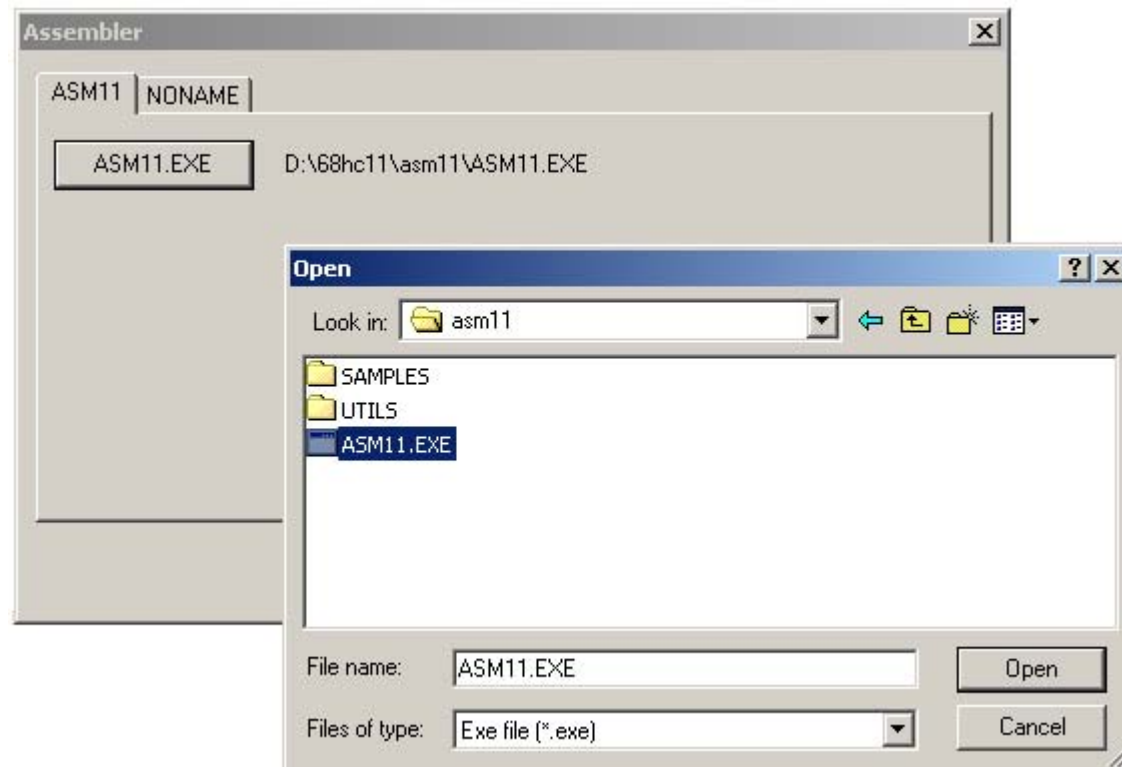 Assembler
ASM11 NONAME
ASM11.EXE D:\68hc11\asm11\ASM11.EXE
Open
Look in: asm11
SAMPLES
UTILS
ASM11.EXE
File name: ASM11.EXE Open
Files of type: Exe file (*.exe) Cancel